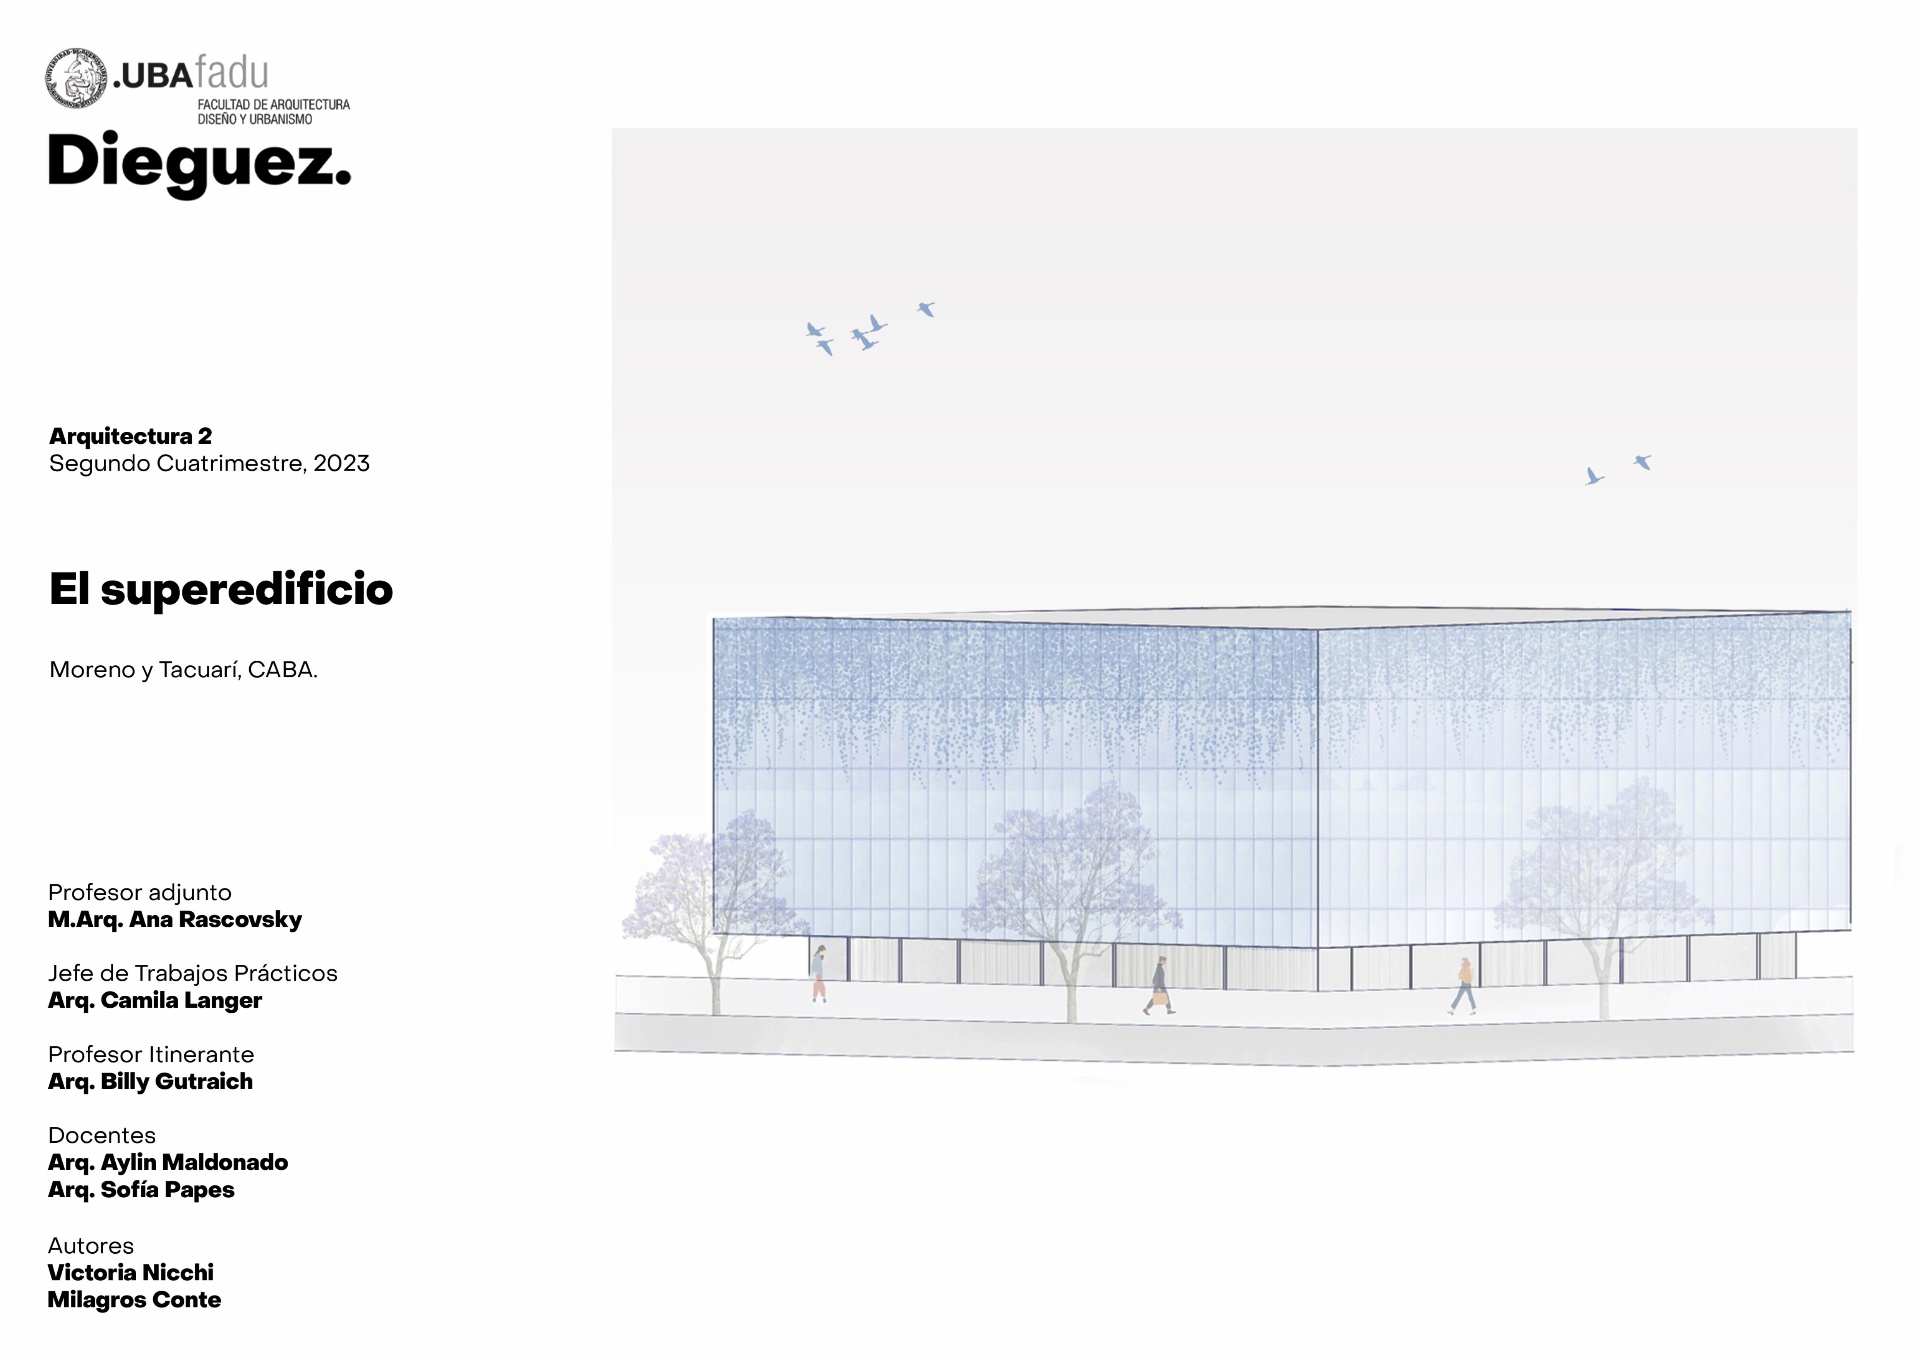 .UBAfadu
FACULTAD DE ARQUITECTURA
DISEÑO Y URBANISMO
Dieguez.
Arquitectura 2
Segundo Cuatrimestre, 2023
El superedificio
Moreno y Tacuarí, CABA.
Profesor adjunto
M.Arq. Ana Rascovsky
Jefe de Trabajos Prácticos
Arq. Camila Langer
Profesor Itinerante
Arq. Billy Gutraich
Docentes
Arq. Aylin Maldonado
Arq. Sofía Papes
Autores
Victoria Nicchi
Milagros Conte